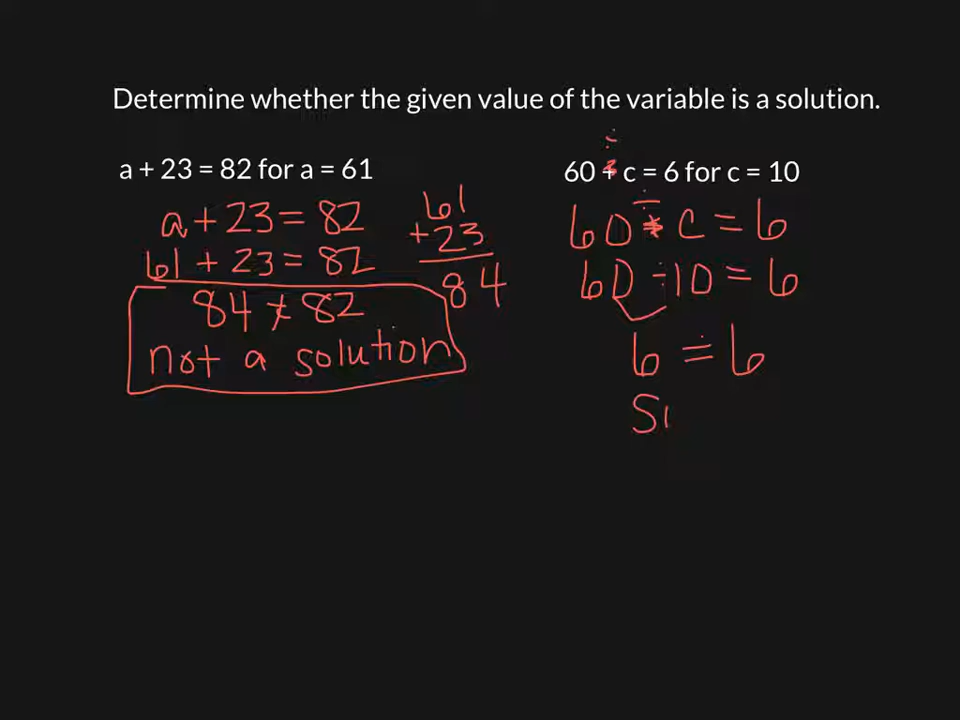 Determine whether the given value of the variable is a solution.
a + 23 = 82 for a = 61
a + 23 = 82
61 + 23 = 82
84 ≠ 82
not a solution
61
+23
84
÷
60 + c = 6 for c = 10
60 ÷ c = 6
60 ÷ 10 = 6
6 = 6